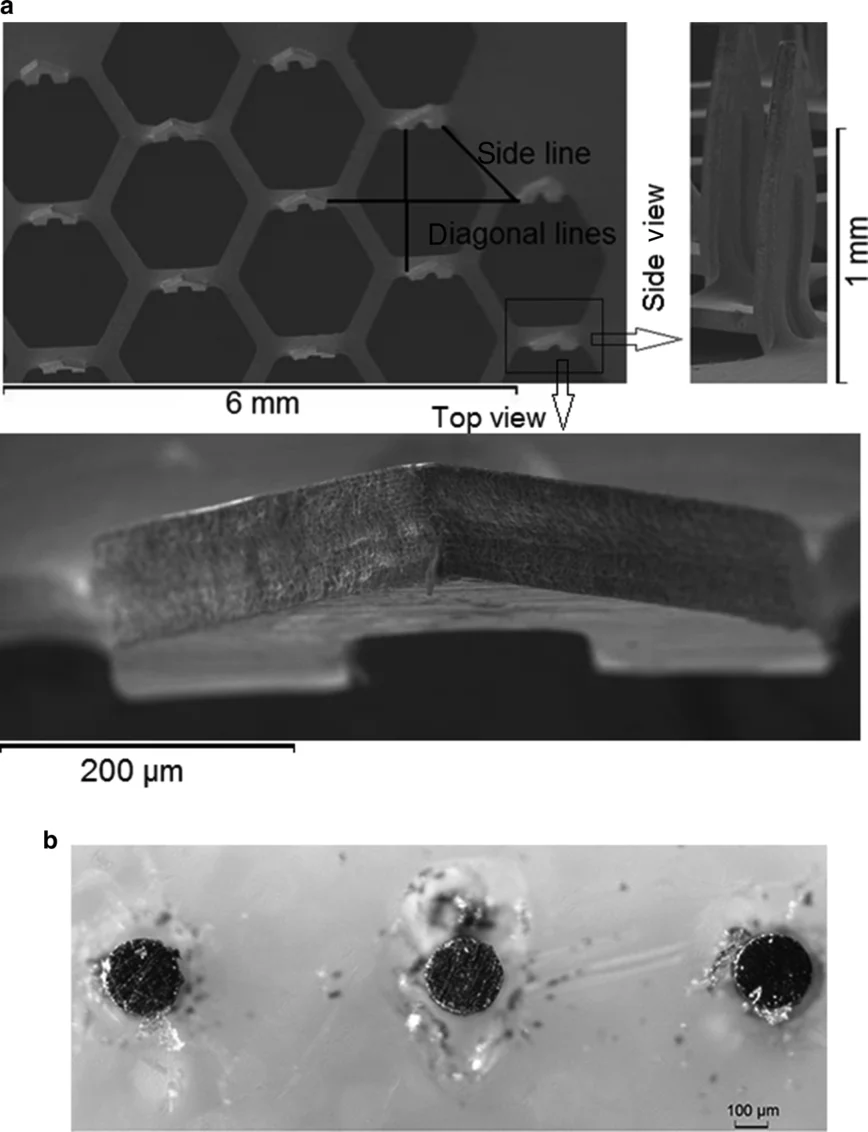 a
Side line
Diagonal lines
Side view
1 mm
6 mm
Top view
200 µm
b
100 µm